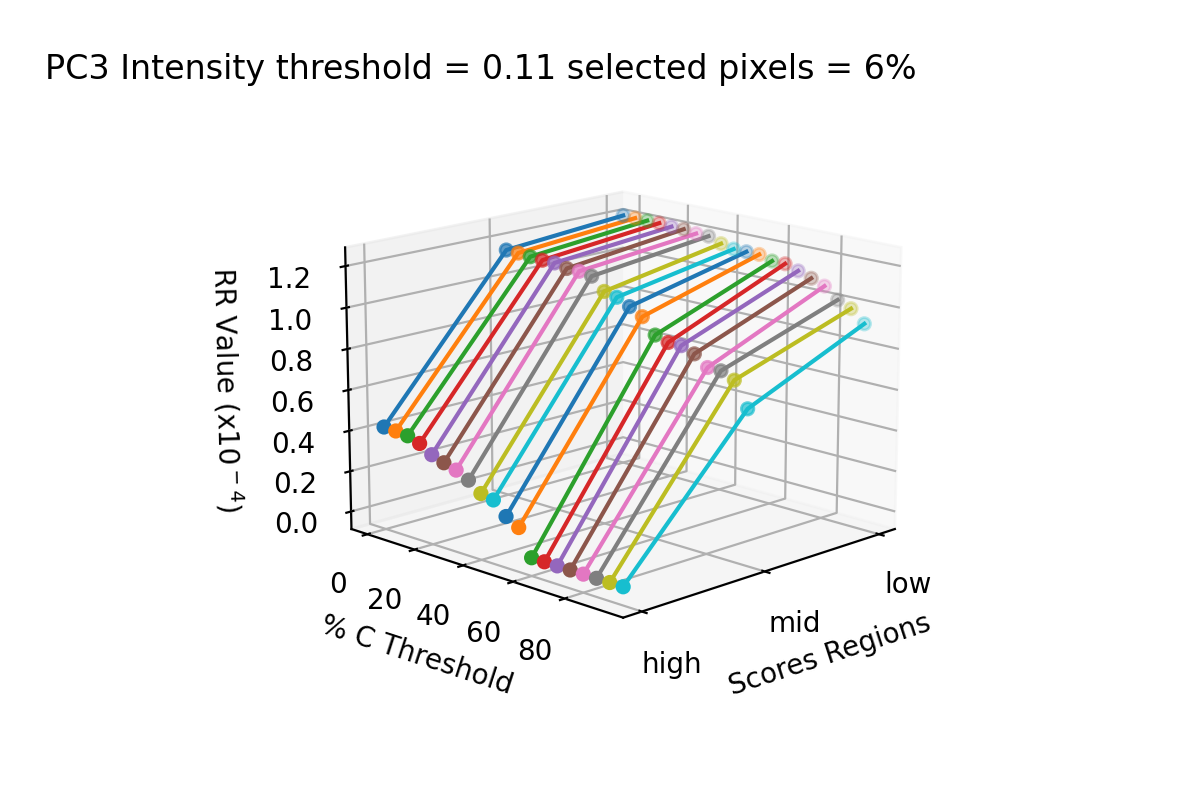 PC3 Intensity threshold = 0.11 selected pixels = 6%
RR Value (x10⁻⁴)
1.2
1.0
0.8
0.6
0.4
0.2
0.0
0
20
40
60
80
% C Threshold
high
mid
low
Scores Regions